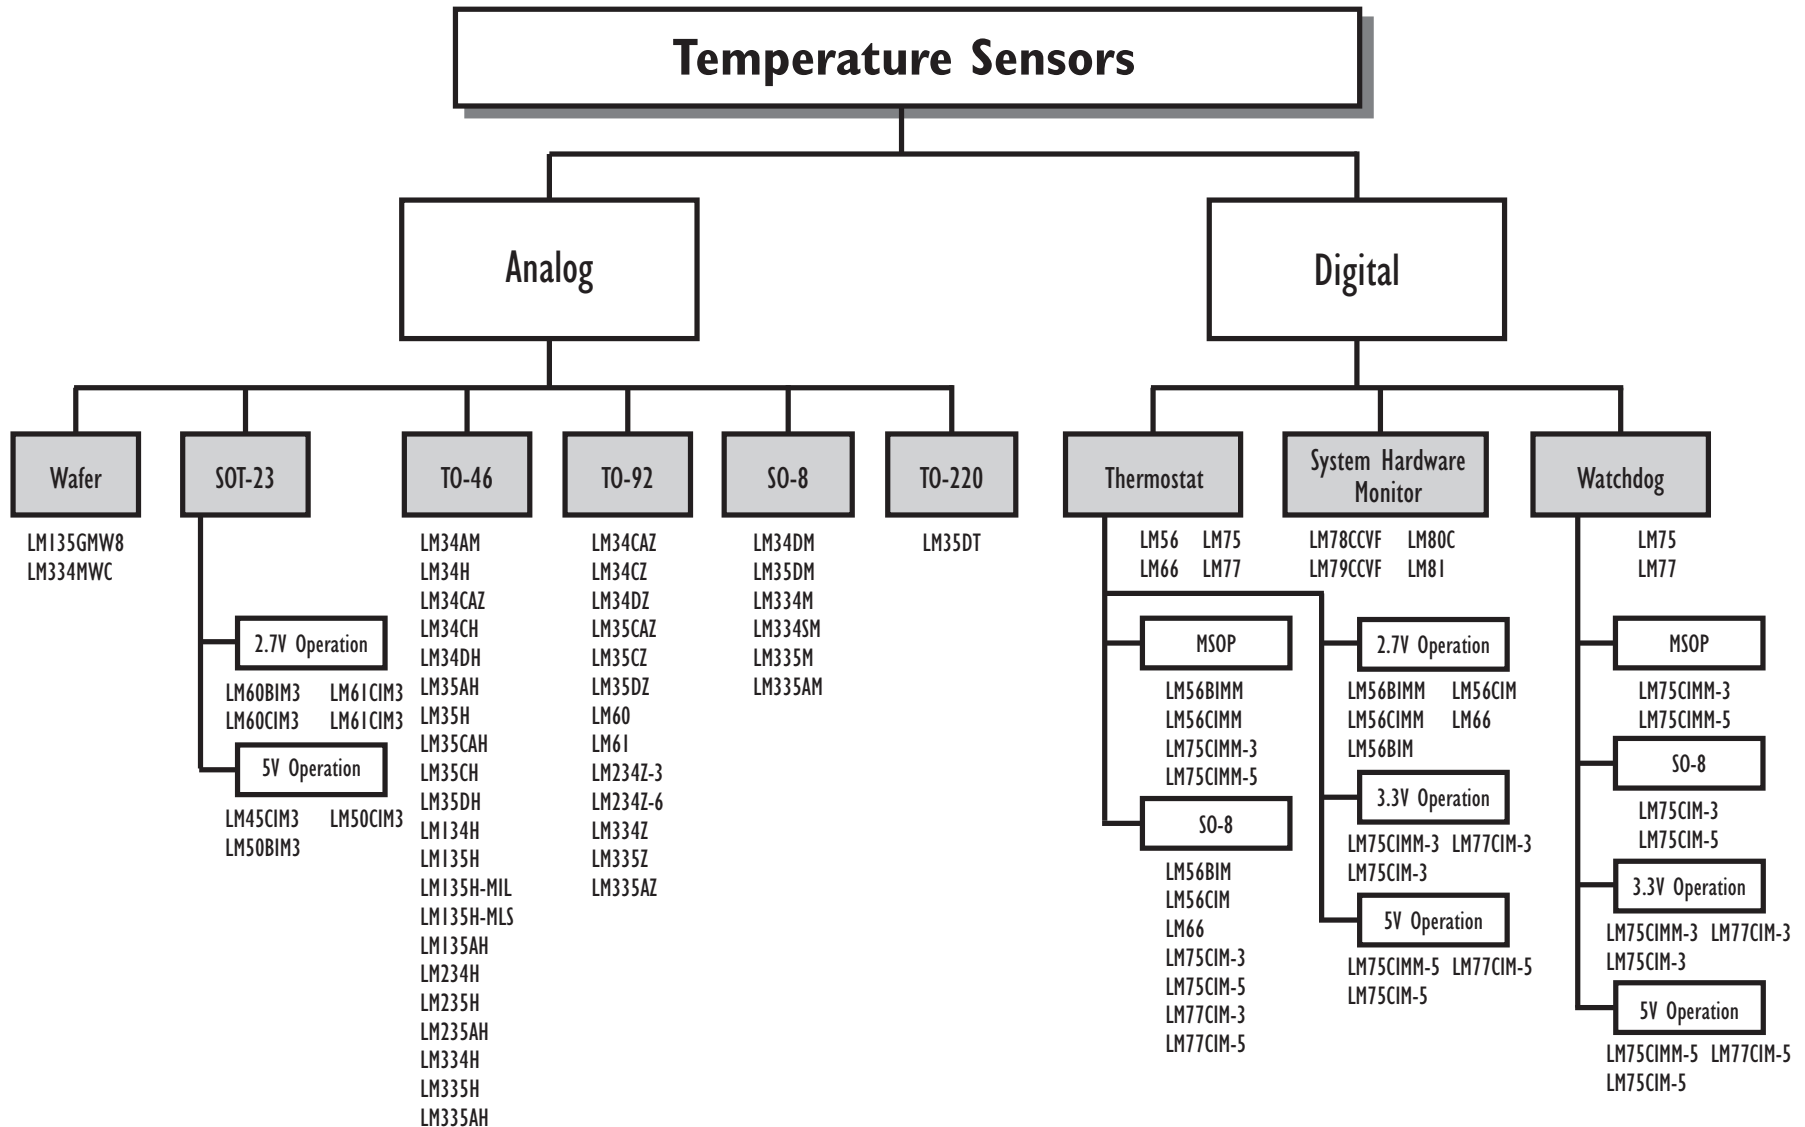 Temperature Sensors
Analog
Digital
Wafer
LM135GMW8
LM334MWC
SOT-23
2.7V Operation
LM60BIM3 LM61CIM3
LM60CIM3 LM61CIM3
5V Operation
LM45CIM3 LM50CIM3
LM50BIM3
TO-46
LM34AM
LM34H
LM34CAZ
LM34CH
LM34DH
LM35AH
LM35H
LM35CAH
LM35CH
LM35DH
LM134H
LM135H
LM135H-MIL
LM135H-MLS
LM135AH
LM234H
LM235H
LM235AH
LM334H
LM335H
LM335AH
TO-92
LM34CAZ
LM34CZ
LM34DZ
LM35CAZ
LM35CZ
LM35DZ
LM60
LM61
LM234Z-3
LM234Z-6
LM334Z
LM335Z
LM335AZ
SO-8
LM34DM
LM35DM
LM334M
LM334SM
LM335M
LM335AM
TO-220
LM35DT
Thermostat
LM56 LM75
LM66 LM77
MSOP
LM56BIMM
LM56CIMM
LM75CIMM-3
LM75CIMM-5
SO-8
LM56BIM
LM56CIM
LM66
LM75CIM-3
LM75CIM-5
LM77CIM-3
LM77CIM-5
2.7V Operation
LM56BIMM LM56CIM
LM56CIMM LM66
LM56BIM
3.3V Operation
LM75CIMM-3 LM77CIM-3
LM75CIM-3
5V Operation
LM75CIMM-5 LM77CIM-5
LM75CIM-5
System Hardware
Monitor
LM78CCVF LM80C
LM79CCVF LM81
Watchdog
LM75
LM77
MSOP
LM75CIMM-3
LM75CIMM-5
SO-8
LM75CIM-3
LM75CIM-5
3.3V Operation
LM75CIMM-3 LM77CIM-3
LM75CIM-3
5V Operation
LM75CIMM-5 LM77CIM-5
LM75CIM-5